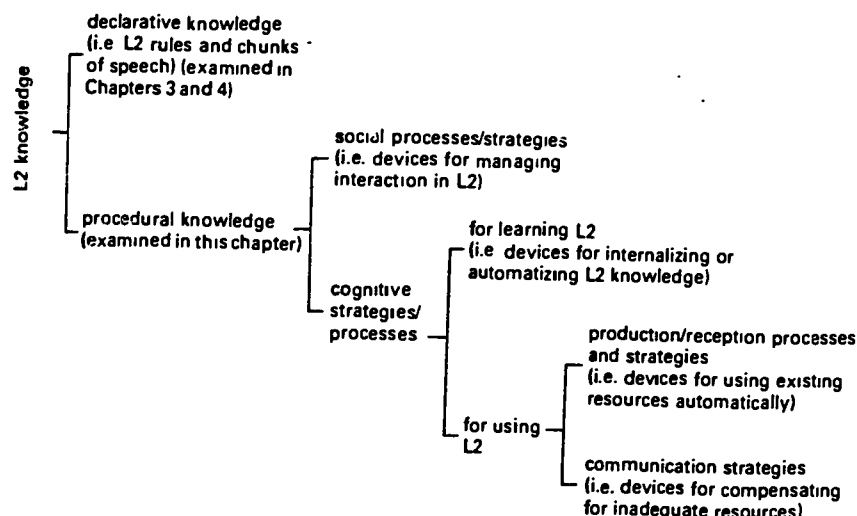 declarative knowledge
(i.e L2 rules and chunks
of speech) (examined in
Chapters 3 and 4)
L2 knowledge
procedural knowledge
(examined in this chapter)
social processes/strategies
(i.e. devices for managing
interaction in L2)
cognitive
strategies/
processes
for learning L2
(i.e devices for internalizing or
automatizing L2 knowledge)
for using
L2
production/reception processes
and strategies
(i.e. devices for using existing
resources automatically)
communication strategies
(i.e. devices for compensating
for inadequate resources)